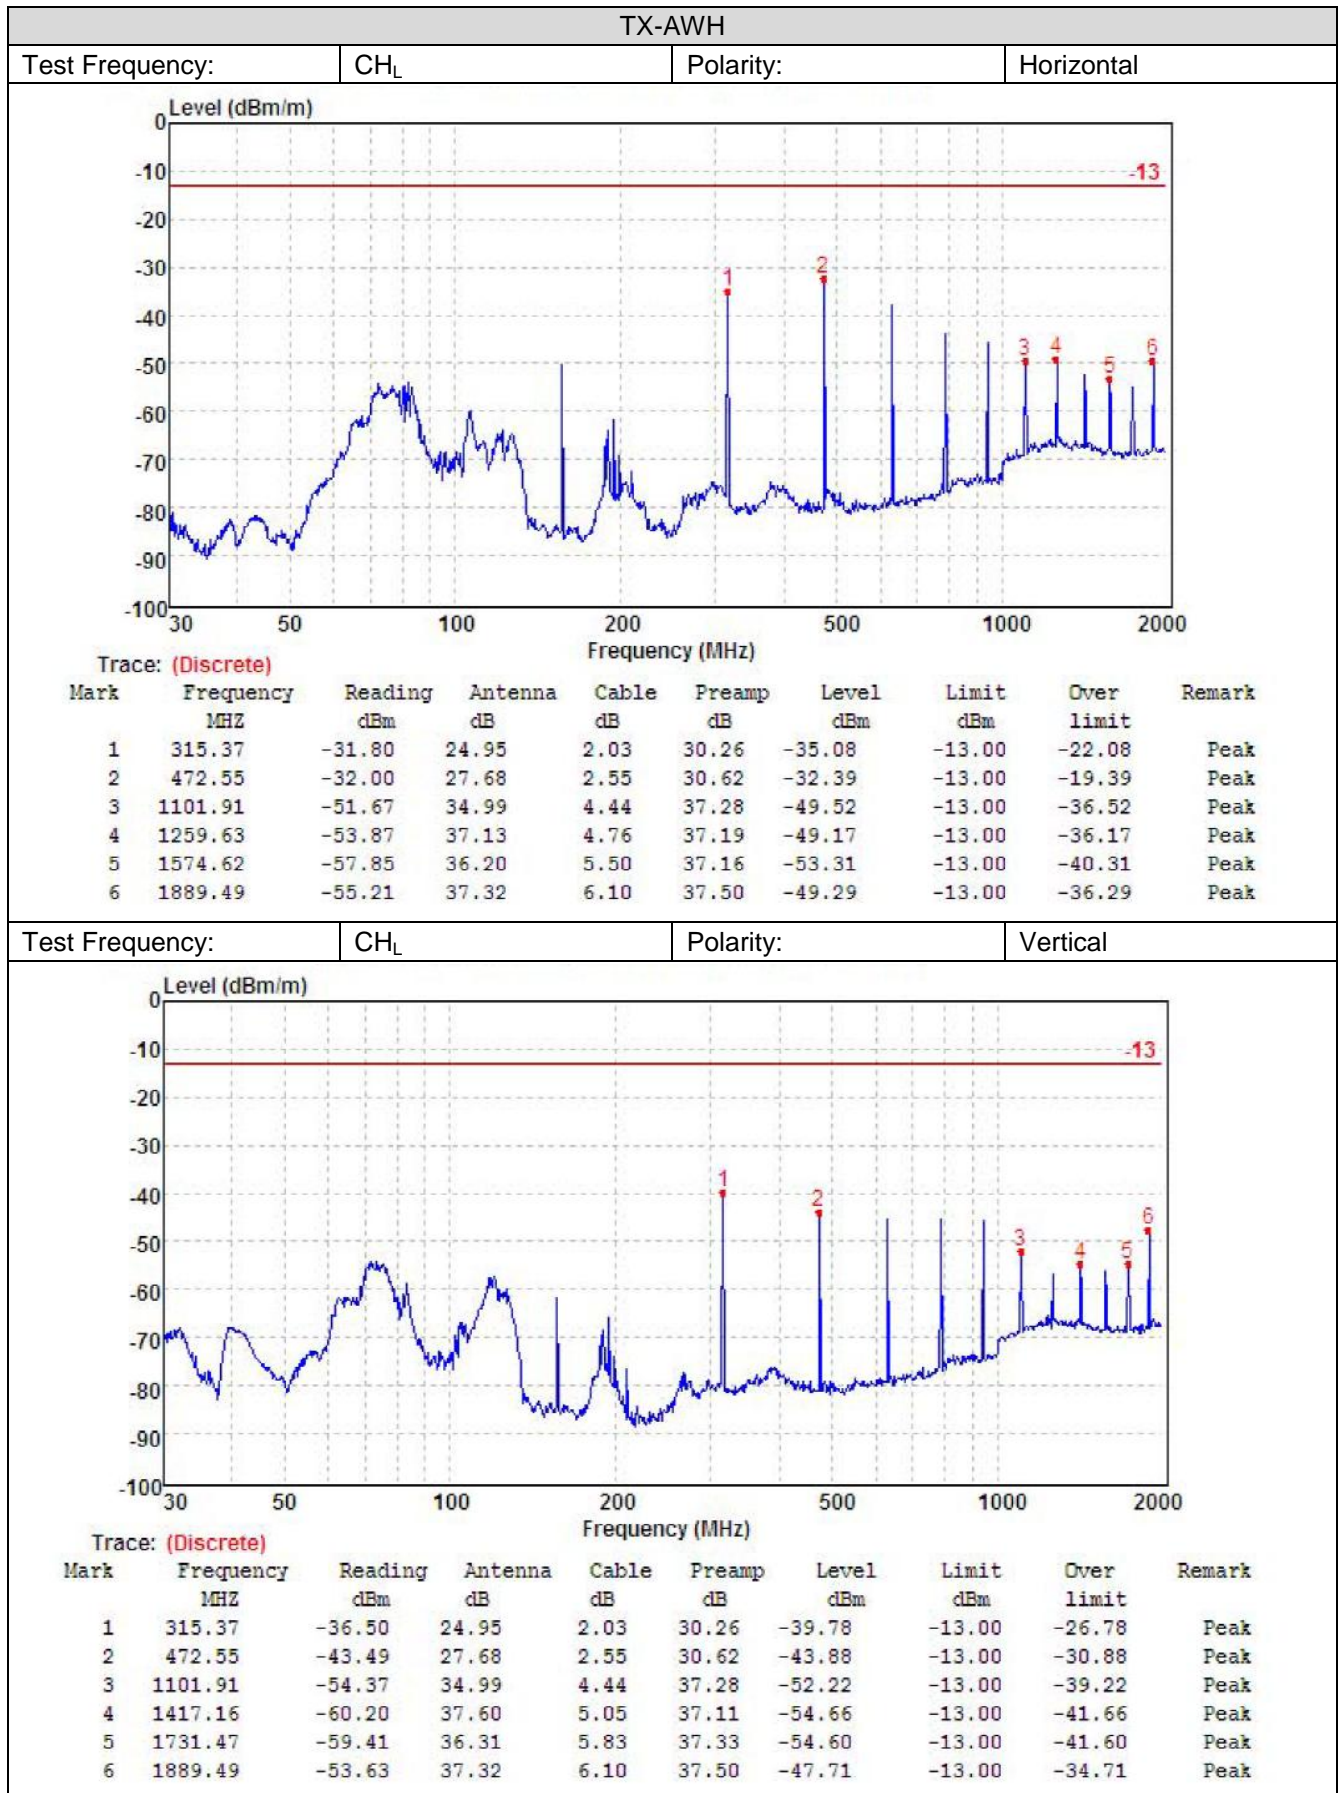 TX-AWH
Test Frequency: CHL Polarity: Horizontal
Level (dBm/m)
0
-10
-13
-20
-30
-40
-50
-60
-70
-80
-90
-100
1 2 3 4 5 6
30 50 100 200 500 1000 2000
Frequency (MHz)
Trace: (Discrete)
Mark Frequency Reading Antenna Cable Preamp Level Limit Over Remark
MHZ dBm dB dB dB dBm dBm limit
1 315.37 -31.80 24.95 2.03 30.26 -35.08 -13.00 -22.08 Peak
2 472.55 -32.00 27.68 2.55 30.62 -32.39 -13.00 -19.39 Peak
3 1101.91 -51.67 34.99 4.44 37.28 -49.52 -13.00 -36.52 Peak
4 1259.63 -53.87 37.13 4.76 37.19 -49.17 -13.00 -36.17 Peak
5 1574.62 -57.85 36.20 5.50 37.16 -53.31 -13.00 -40.31 Peak
6 1889.49 -55.21 37.32 6.10 37.50 -49.29 -13.00 -36.29 Peak
Test Frequency: CHL Polarity: Vertical
Level (dBm/m)
0
-10
-13
-20
-30
-40
-50
-60
-70
-80
-90
-100
1 2 3 4 5 6
30 50 100 200 500 1000 2000
Frequency (MHz)
Trace: (Discrete)
Mark Frequency Reading Antenna Cable Preamp Level Limit Over Remark
MHZ dBm dB dB dB dBm dBm limit
1 315.37 -36.50 24.95 2.03 30.26 -39.78 -13.00 -26.78 Peak
2 472.55 -43.49 27.68 2.55 30.62 -43.88 -13.00 -30.88 Peak
3 1101.91 -54.37 34.99 4.44 37.28 -52.22 -13.00 -39.22 Peak
4 1417.16 -60.20 37.60 5.05 37.11 -54.66 -13.00 -41.66 Peak
5 1731.47 -59.41 36.31 5.83 37.33 -54.60 -13.00 -41.60 Peak
6 1889.49 -53.63 37.32 6.10 37.50 -47.71 -13.00 -34.71 Peak